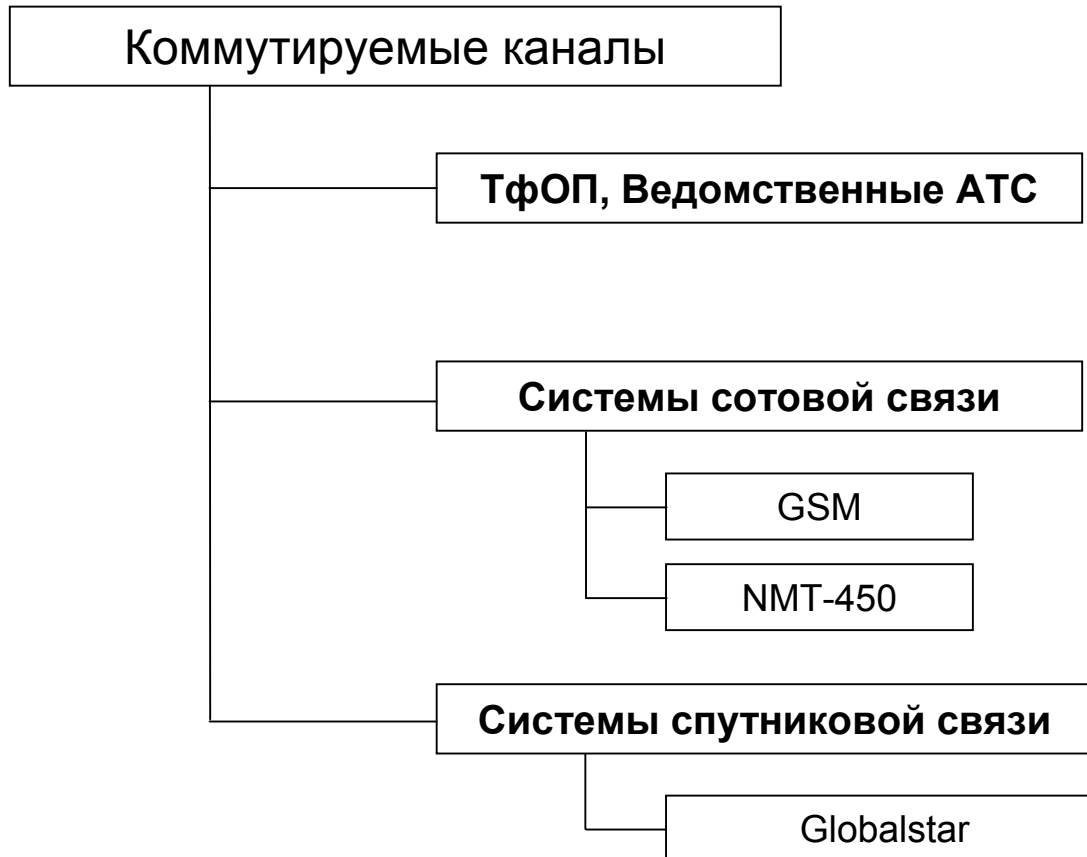 Коммутируемые каналы
ТфОП, Ведомственные АТС
Системы сотовой связи
GSM
NMT-450
Системы спутниковой связи
Globalstar